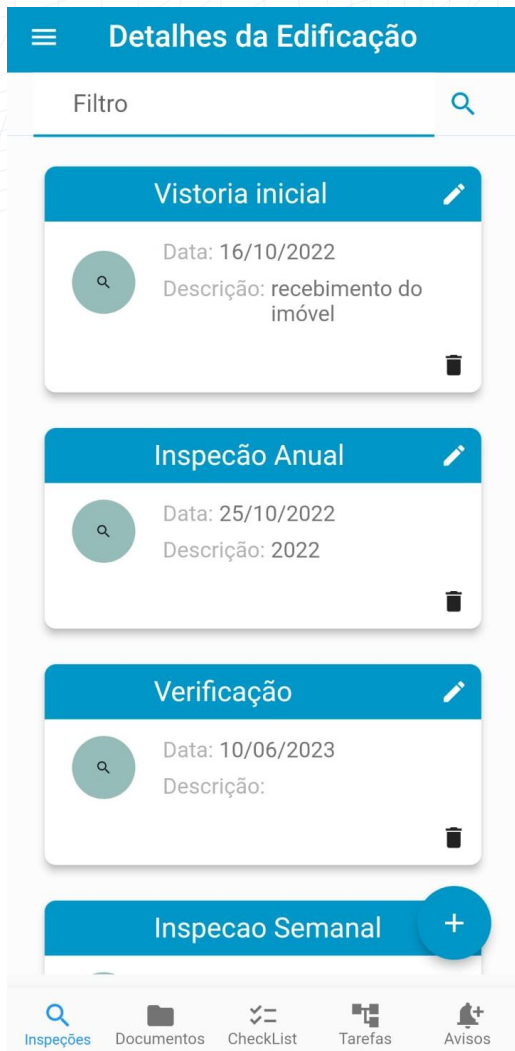 Detalhes da Edificação
Filtro
Vistoria inicial
Data: 16/10/2022
Descrição: recebimento do
imóvel
Inspecão Anual
Data: 25/10/2022
Descrição: 2022
Verificação
Data: 10/06/2023
Descrição:
Inspecao Semanal
+
Inspeções Documentos CheckList Tarefas Avisos